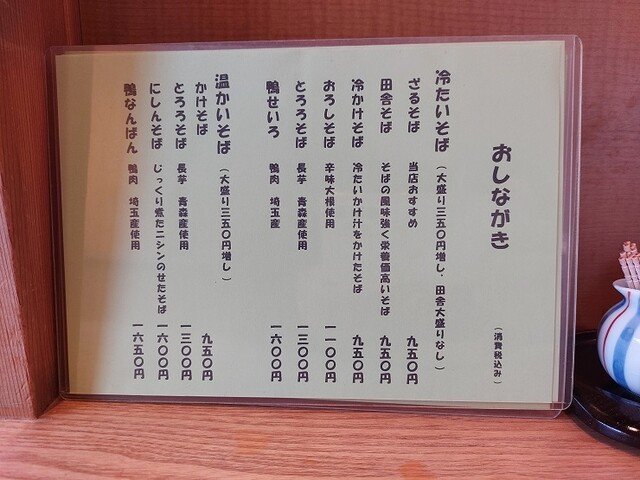 おしながき
（消費税込み）
冷たいそば（大盛り三五〇円増し・田舎大盛りなし）
ざるそば　当店おすすめ　九五〇円
田舎そば　そばの風味強く栄養価高いそば　九五〇円
冷かけそば　冷たいかけ汁をかけたそば　九五〇円
おろしそば　辛味大根使用　一一〇〇円
とろろそば　長芋　青森産使用　一三〇〇円
鴨せいろ　鴨肉　埼玉産　一六〇〇円
温かいそば（大盛り三五〇円増し）
かけそば　九五〇円
とろろそば　長芋　青森産使用　一三〇〇円
にしんそば　じっくり煮たニシンのせたそば　一六〇〇円
鴨なんばん　鴨肉　埼玉産使用　一六五〇円